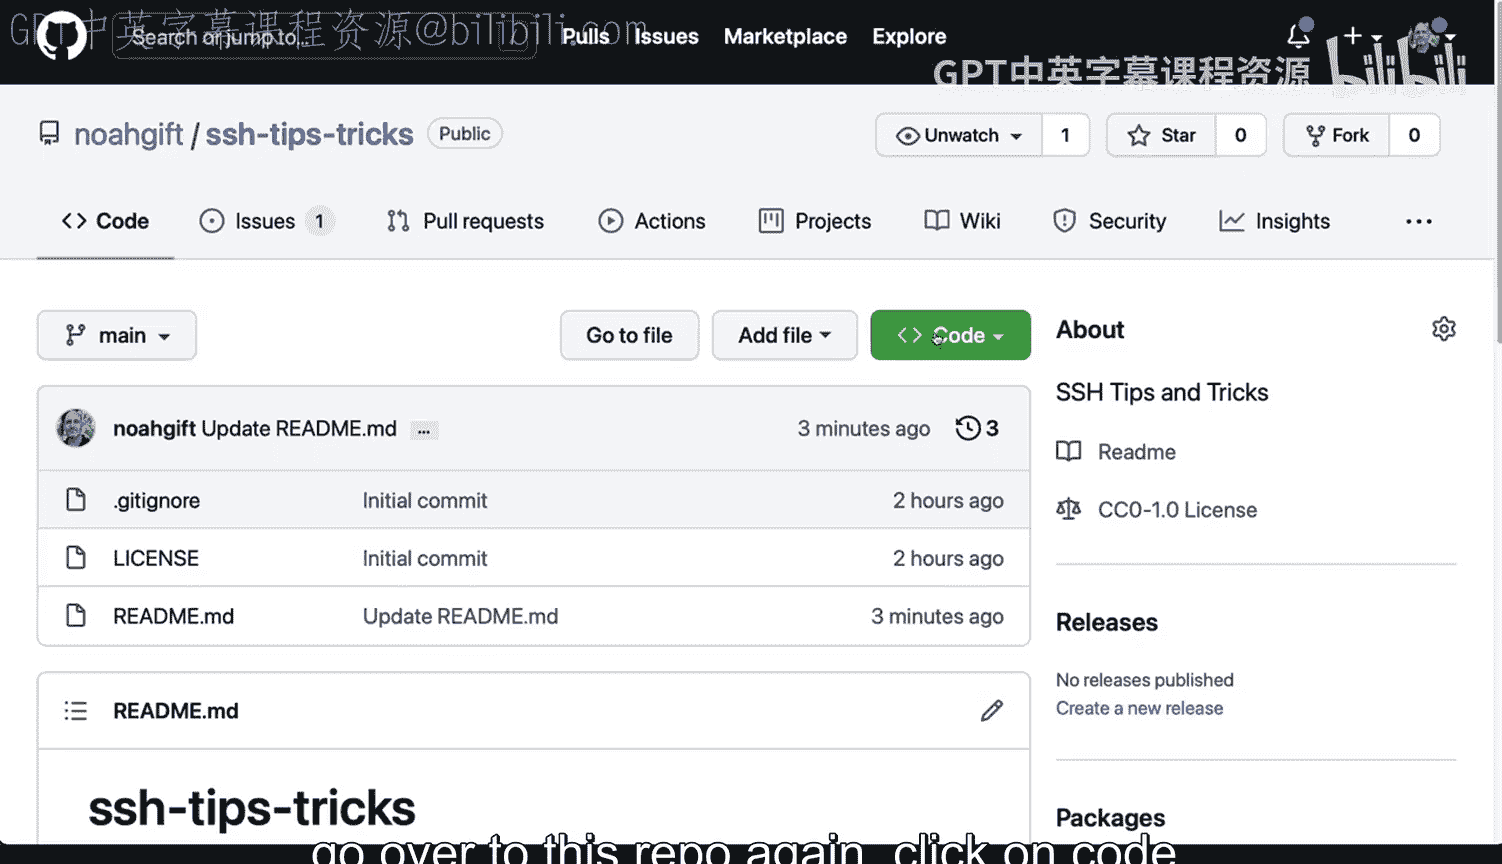 GPT中英字幕课程资源@bilibili.com
Search or jump to...
/
Pulls
Issues
Marketplace
Explore
GPT中英字幕课程资源 bilibili
noahgift / ssh-tips-tricks
Public
Unwatch
1
Star
0
Fork
0
Code
Issues
1
Pull requests
Actions
Projects
Wiki
Security
Insights
main
Go to file
Add file
Code
noahgift Update README.md
...
3 minutes ago
3
.gitignore
Initial commit
2 hours ago
LICENSE
Initial commit
2 hours ago
README.md
Update README.md
3 minutes ago
README.md
ssh-tips-tricks
About
SSH Tips and Tricks
Readme
CC0-1.0 License
Releases
No releases published
Create a new release
Packages
go over to this repo again, click on code